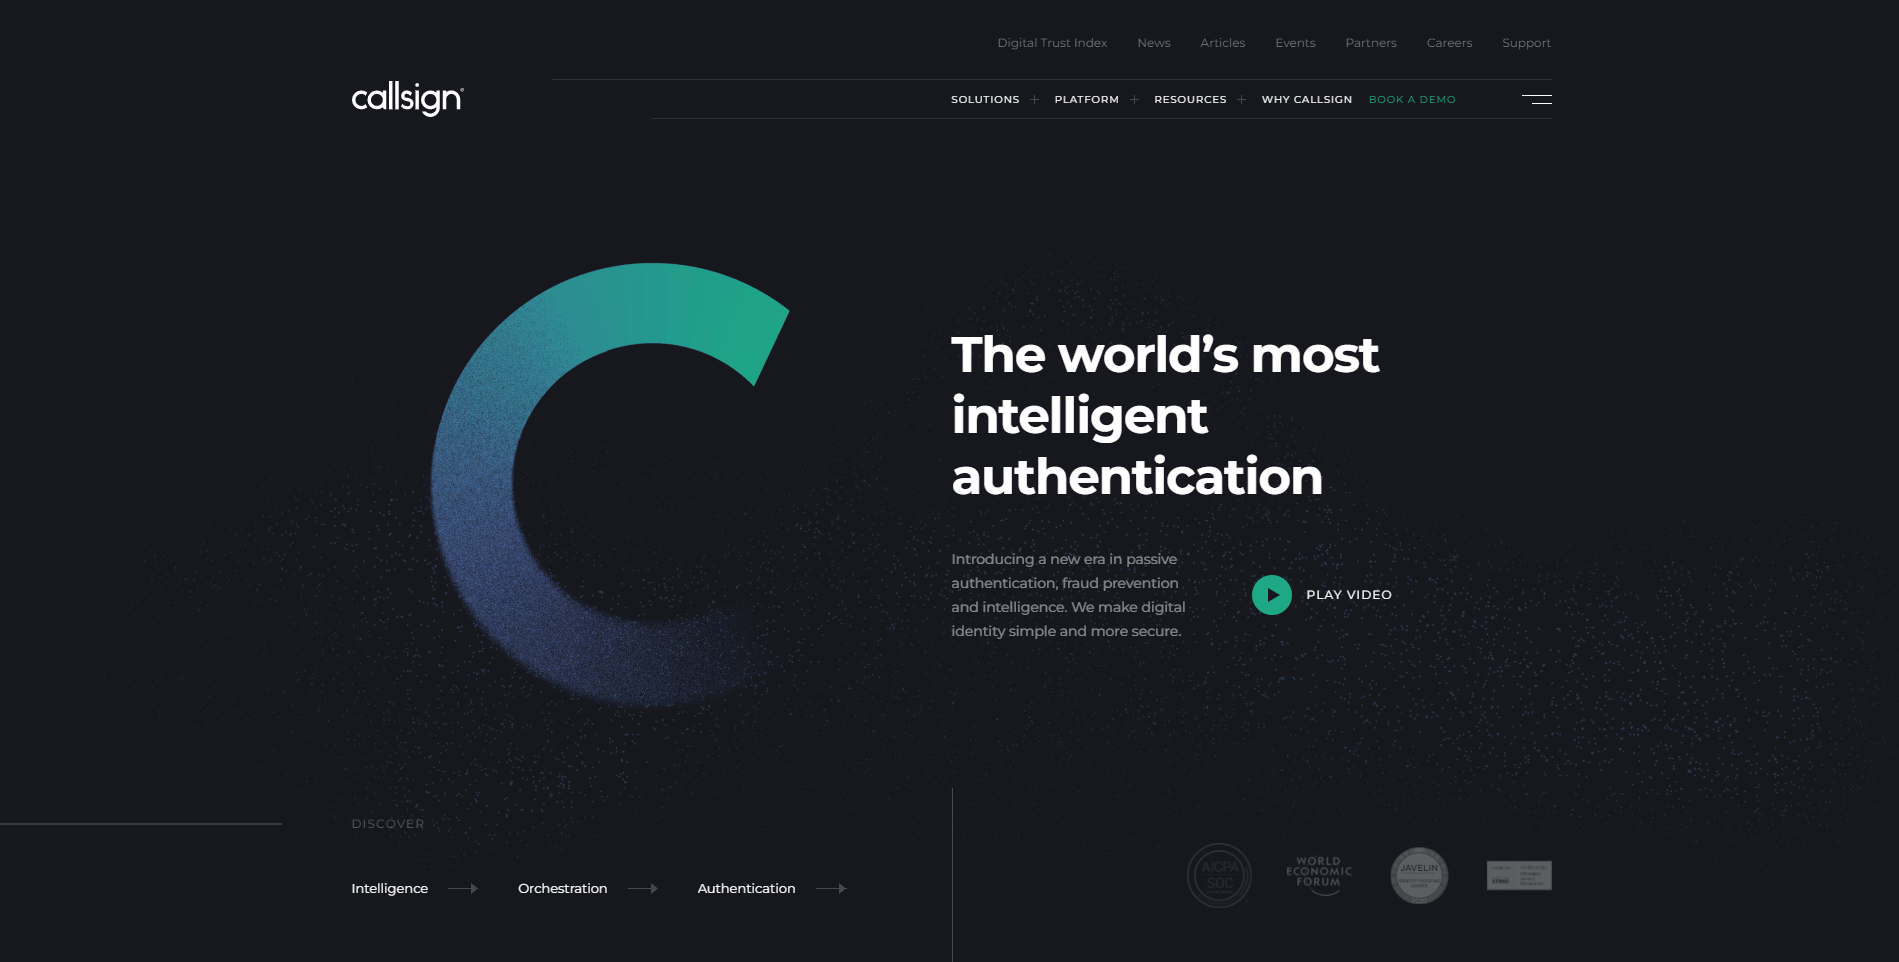 Digital Trust Index News Articles Events Partners Careers Support
callsign
SOLUTIONS PLATFORM RESOURCES WHY CALLSIGN BOOK A DEMO
The world’s most
intelligent
authentication
Introducing a new era in passive
authentication, fraud prevention
and intelligence. We make digital
identity simple and more secure.
PLAY VIDEO
DISCOVER
Intelligence Orchestration Authentication
AICPA
SOC
WORLD
ECONOMIC
FORUM
JAVELIN